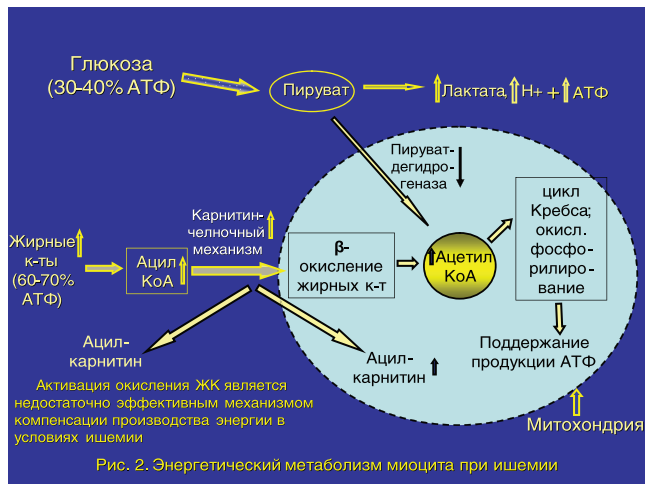 Глюкоза
(30-40% АТФ)
Пируват
Лактата, H+ + АТФ
Пируват-
дегидро-
геназа
цикл
Кребса;
окисл.
фосфо-
рилиро-
вание
Карнитин-
челночный
механизм
Жирные
к-ты
(60-70%
АТФ)
Ацил
КоА
β-
окисление
жирных к-т
Ацетил
КоА
Ацил-
карнитин
Ацил-
карнитин
Поддержание
продукции АТФ
Митохондрия
Активация окисления ЖК является
недостаточно эффективным механизмом
компенсации производства энергии в
условиях ишемии
Рис. 2. Энергетический метаболизм миоцита при ишемии